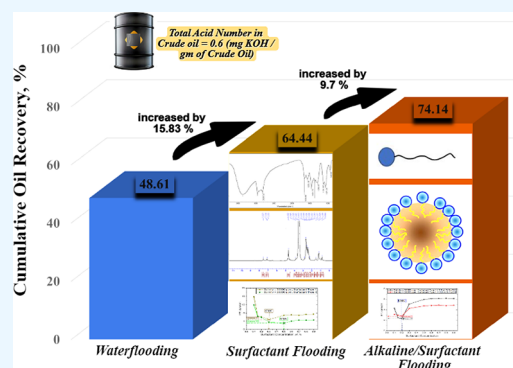 Total Acid Number in
Crude oil = 0.6 (mg KOH /
gm of Crude Oil)
increased by
9.7 %
increased by
15.83 %
74.14
64.44
48.61
Cumulative Oil Recovery, %
100
80
60
40
20
0
Waterflooding
Surfactant Flooding
Alkaline/Surfactant
Flooding